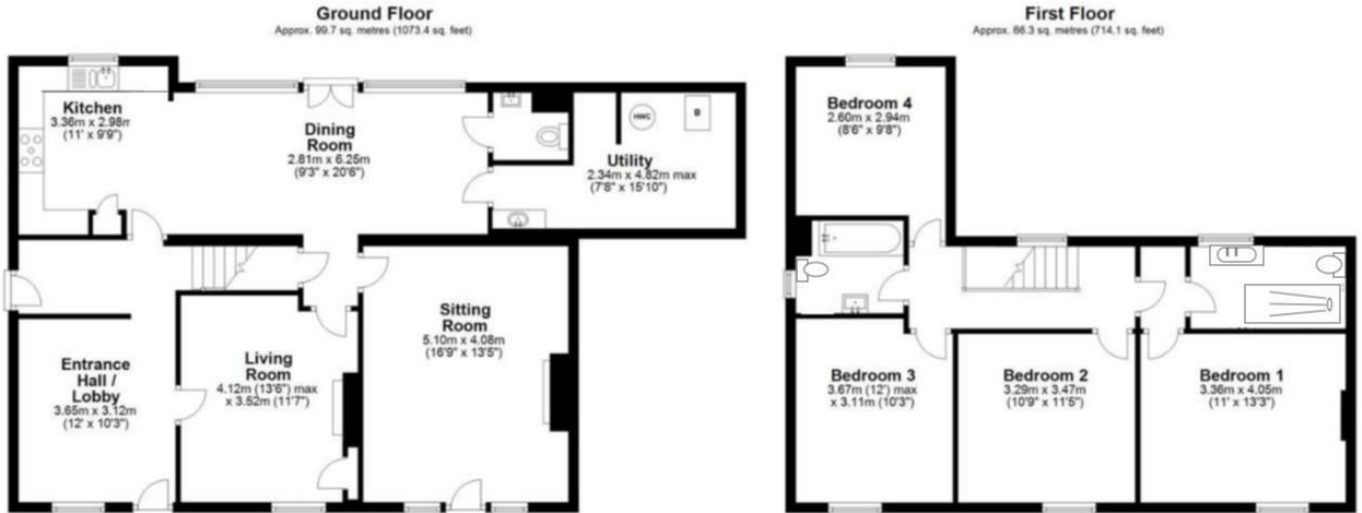 Ground Floor
Approx. 99.7 sq. metres (1073.4 sq. feet)
Kitchen
3.36m x 2.98m
(11' x 9'9")
Dining
Room
2.81m x 6.25m
(9'3" x 20'6")
HWC
B
Utility
2.34m x 4.82m max
(7'8" x 15'10")
Entrance
Hall /
Lobby
3.65m x 3.12m
(12' x 10'3")
Living
Room
4.12m (13'6") max
x 3.52m (11'7")
Sitting
Room
5.10m x 4.08m
(16'9" x 13'5")
First Floor
Approx. 66.3 sq. metres (714.1 sq. feet)
Bedroom 4
2.60m x 2.94m
(8'6" x 9'8")
Bedroom 3
3.67m (12') max
x 3.11m (10'3")
Bedroom 2
3.29m x 3.47m
(10'9" x 11'5")
Bedroom 1
3.36m x 4.05m
(11' x 13'3")